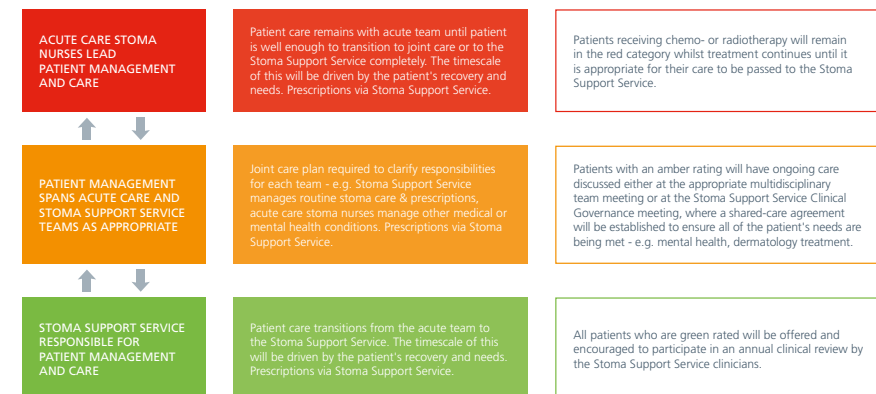 ACUTE CARE STOMA
NURSES LEAD
PATIENT MANAGEMENT
AND CARE
Patient care remains with acute team until patient
is well enough to transition to joint care or to the
Stoma Support Service completely. The timescale
of this will be driven by the patient's recovery and
needs. Prescriptions via Stoma Support Service.
Patients receiving chemo- or radiotherapy will remain
in the red category whilst treatment continues until it
is appropriate for their care to be passed to the Stoma
Support Service.
PATIENT MANAGEMENT
SPANS ACUTE CARE AND
STOMA SUPPORT SERVICE
TEAMS AS APPROPRIATE
Joint care plan required to clarify responsibilities
for each team - e.g. Stoma Support Service
manages routine stoma care & prescriptions,
acute care stoma nurses manage other medical or
mental health conditions. Prescriptions via Stoma
Support Service.
Patients with an amber rating will have ongoing care
discussed either at the appropriate multidisciplinary
team meeting or at the Stoma Support Service Clinical
Governance meeting, where a shared-care agreement
will be established to ensure all of the patient's needs are
being met - e.g. mental health, dermatology treatment.
STOMA SUPPORT SERVICE
RESPONSIBLE FOR
PATIENT MANAGEMENT
AND CARE
Patient care transitions from the acute team to
the Stoma Support Service. The timescale of this
will be driven by the patient's recovery and needs.
Prescriptions via Stoma Support Service.
All patients who are green rated will be offered and
encouraged to participate in an annual clinical review by
the Stoma Support Service clinicians.